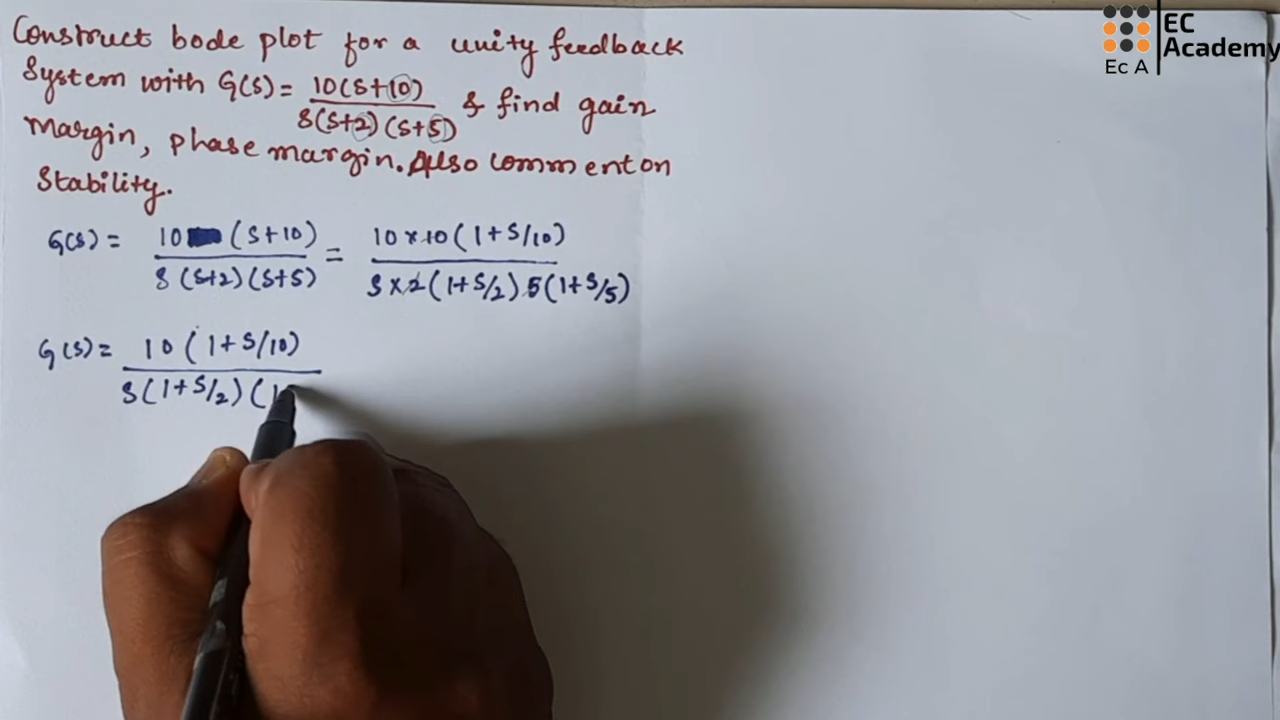 Construct bode plot for a unity feedback
System with G(s) = 10(s+10) / s(s+2)(s+5) & find gain
Margin, phase margin. Also comment on
Stability.
G(s) = 10 (s+10) / s(s+2)(s+5) = 10×10(1+s/10) / s×2(1+s/2)5(1+s/5)
G(s) = 10(1+s/10) / s(1+s/2)(1
EC
Academy
Ec A